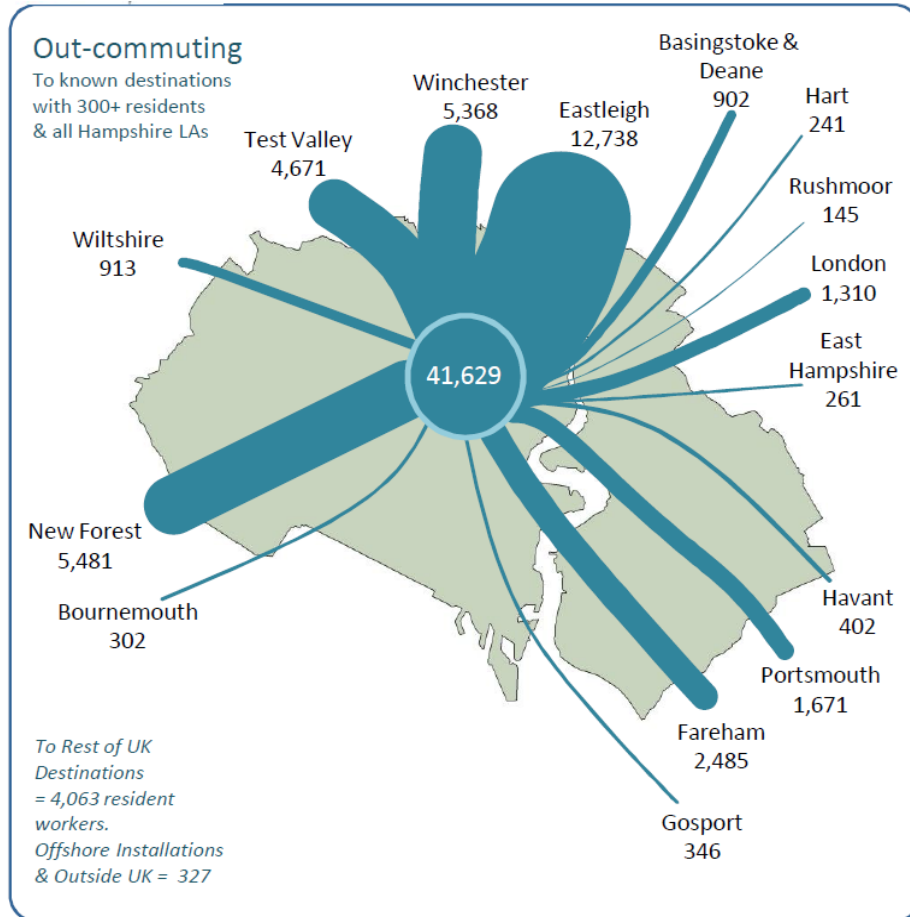 Out-commuting
To known destinations
with 300+ residents
& all Hampshire LAs
Test Valley
4,671
Winchester
5,368
Eastleigh
12,738
Basingstoke &
Deane
902
Hart
241
Rushmoor
145
London
1,310
East
Hampshire
261
Wiltshire
913
41,629
New Forest
5,481
Bournemouth
302
Havant
402
Portsmouth
1,671
Fareham
2,485
Gosport
346
To Rest of UK
Destinations
= 4,063 resident
workers.
Offshore Installations
& Outside UK = 327